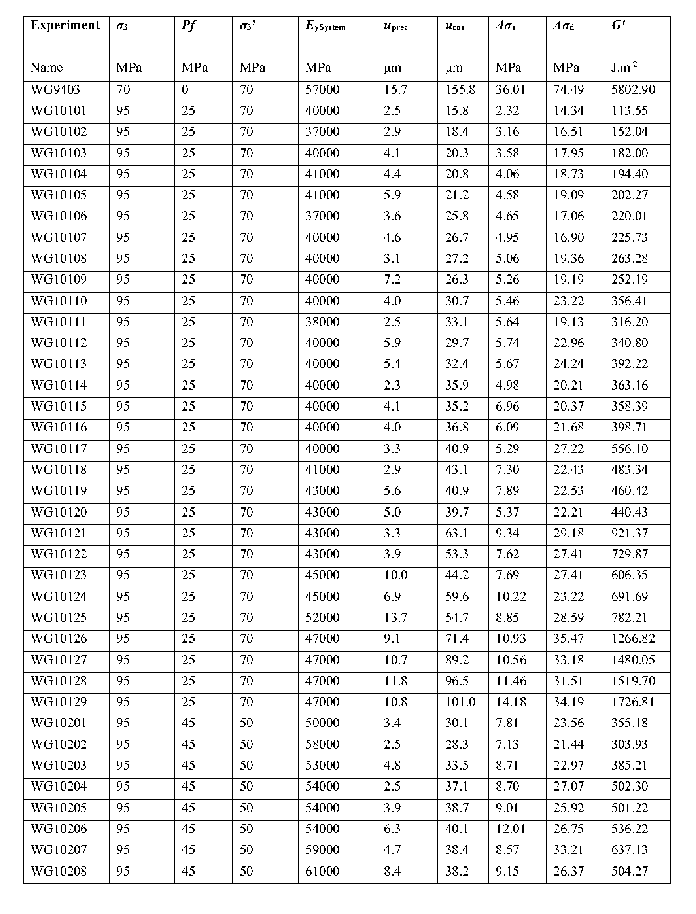 Experiment σ3 Pf σ3' EySystem uprec ucos Δσs Δσd G'
Name MPa MPa MPa MPa μm μm MPa MPa J.m-2
WG9403 70 0 70 57000 15.7 155.8 36.01 74.49 5802.90
WG10101 95 25 70 40000 2.5 15.8 2.32 14.34 113.55
WG10102 95 25 70 37000 2.9 18.4 3.16 16.51 152.04
WG10103 95 25 70 40000 4.1 20.3 3.58 17.95 182.00
WG10104 95 25 70 41000 4.4 20.8 4.06 18.73 194.40
WG10105 95 25 70 41000 5.9 21.2 4.58 19.09 202.27
WG10106 95 25 70 37000 3.6 25.8 4.65 17.06 220.01
WG10107 95 25 70 40000 4.6 26.7 4.95 16.90 225.73
WG10108 95 25 70 40000 3.1 27.2 5.06 19.36 263.28
WG10109 95 25 70 40000 7.2 26.3 5.26 19.19 252.19
WG10110 95 25 70 40000 4.0 30.7 5.46 23.22 356.41
WG10111 95 25 70 38000 2.5 33.1 5.64 19.13 316.20
WG10112 95 25 70 40000 5.9 29.7 5.74 22.96 340.80
WG10113 95 25 70 40000 5.4 32.4 5.67 24.24 392.22
WG10114 95 25 70 40000 2.3 35.9 4.98 20.21 363.16
WG10115 95 25 70 40000 4.1 35.2 6.96 20.37 358.39
WG10116 95 25 70 40000 4.0 36.8 6.09 21.68 398.71
WG10117 95 25 70 40000 3.3 40.9 5.29 27.22 556.10
WG10118 95 25 70 41000 2.9 43.1 7.30 22.43 483.34
WG10119 95 25 70 43000 5.6 40.9 7.89 22.53 460.42
WG10120 95 25 70 43000 5.0 39.7 5.37 22.21 440.43
WG10121 95 25 70 43000 3.3 63.1 9.34 29.18 921.37
WG10122 95 25 70 43000 3.9 53.3 7.62 27.41 729.87
WG10123 95 25 70 45000 10.0 44.2 7.69 27.41 606.35
WG10124 95 25 70 45000 6.9 59.6 10.22 23.22 691.69
WG10125 95 25 70 52000 13.7 54.7 8.85 28.59 782.21
WG10126 95 25 70 47000 9.1 71.4 10.93 35.47 1266.82
WG10127 95 25 70 47000 10.7 89.2 10.56 33.18 1480.05
WG10128 95 25 70 47000 11.8 96.5 11.46 31.51 1519.70
WG10129 95 25 70 47000 10.8 101.0 14.18 34.19 1726.81
WG10201 95 45 50 50000 3.4 30.1 7.81 23.56 355.18
WG10202 95 45 50 58000 2.5 28.3 7.13 21.44 303.93
WG10203 95 45 50 53000 4.8 33.5 8.71 22.97 385.21
WG10204 95 45 50 54000 2.5 37.1 8.70 27.07 502.30
WG10205 95 45 50 54000 3.9 38.7 9.01 25.92 501.22
WG10206 95 45 50 54000 6.3 40.1 12.01 26.75 536.22
WG10207 95 45 50 59000 4.7 38.4 8.57 33.21 637.13
WG10208 95 45 50 61000 8.4 38.2 9.15 26.37 504.27